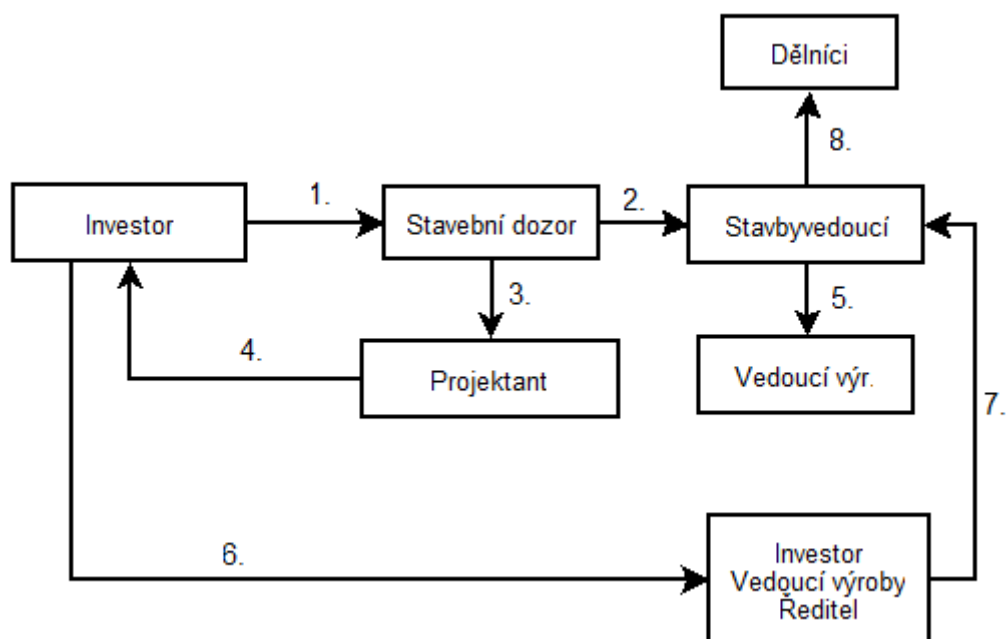 Dělníci
8.
1.
2.
Investor
Stavební dozor
Stavbyvedoucí
3.
5.
4.
Projektant
Vedoucí výr.
7.
6.
Investor
Vedoucí výroby
Ředitel